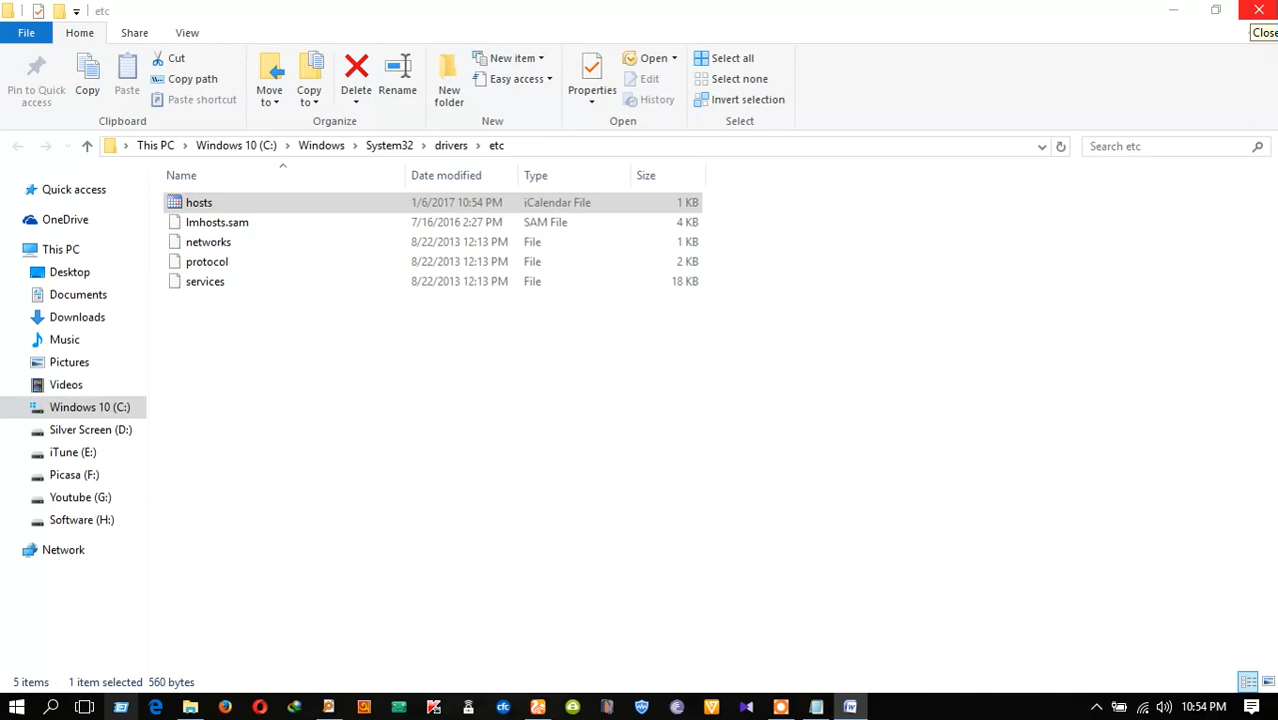 etc
Close
File Home Share View
Pin to Quick access
Copy
Paste
Cut
Copy path
Paste shortcut
Clipboard
Move to
Copy to
Delete
Rename
Organize
New folder
New item
Easy access
New
Properties
Open
Edit
History
Open
Select all
Select none
Invert selection
Select
This PC > Windows 10 (C:) > Windows > System32 > drivers > etc
Search etc
Name Date modified Type Size
hosts 1/6/2017 10:54 PM iCalendar File 1 KB
lmhosts.sam 7/16/2016 2:27 PM SAM File 4 KB
networks 8/22/2013 12:13 PM File 1 KB
protocol 8/22/2013 12:13 PM File 2 KB
services 8/22/2013 12:13 PM File 18 KB
Quick access
OneDrive
This PC
Desktop
Documents
Downloads
Music
Pictures
Videos
Windows 10 (C:)
Silver Screen (D:)
iTune (E:)
Picasa (F:)
Youtube (G:)
Software (H:)
Network
5 items 1 item selected 560 bytes
cfc
10:54 PM